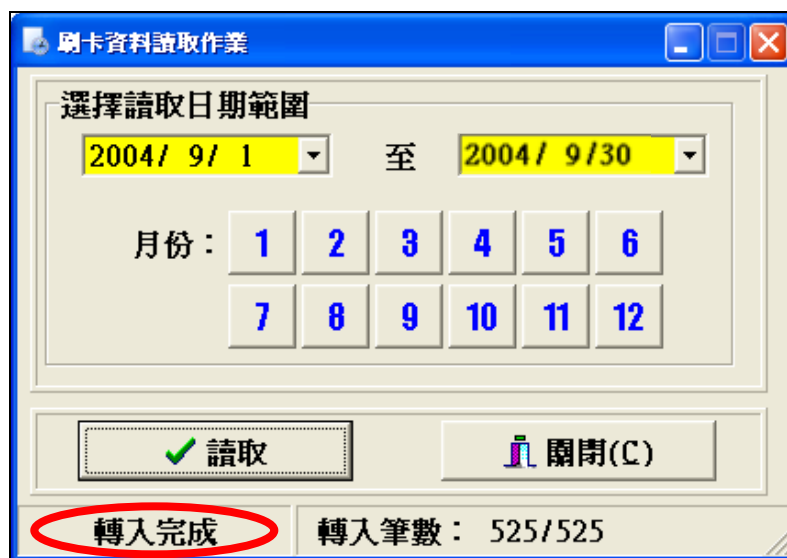 刷卡資料讀取作業
選擇讀取日期範圍
2004/ 9/ 1 至 2004/ 9/30
月份： 1 2 3 4 5 6
7 8 9 10 11 12
讀取 關閉(C)
轉入完成 轉入筆數： 525/525